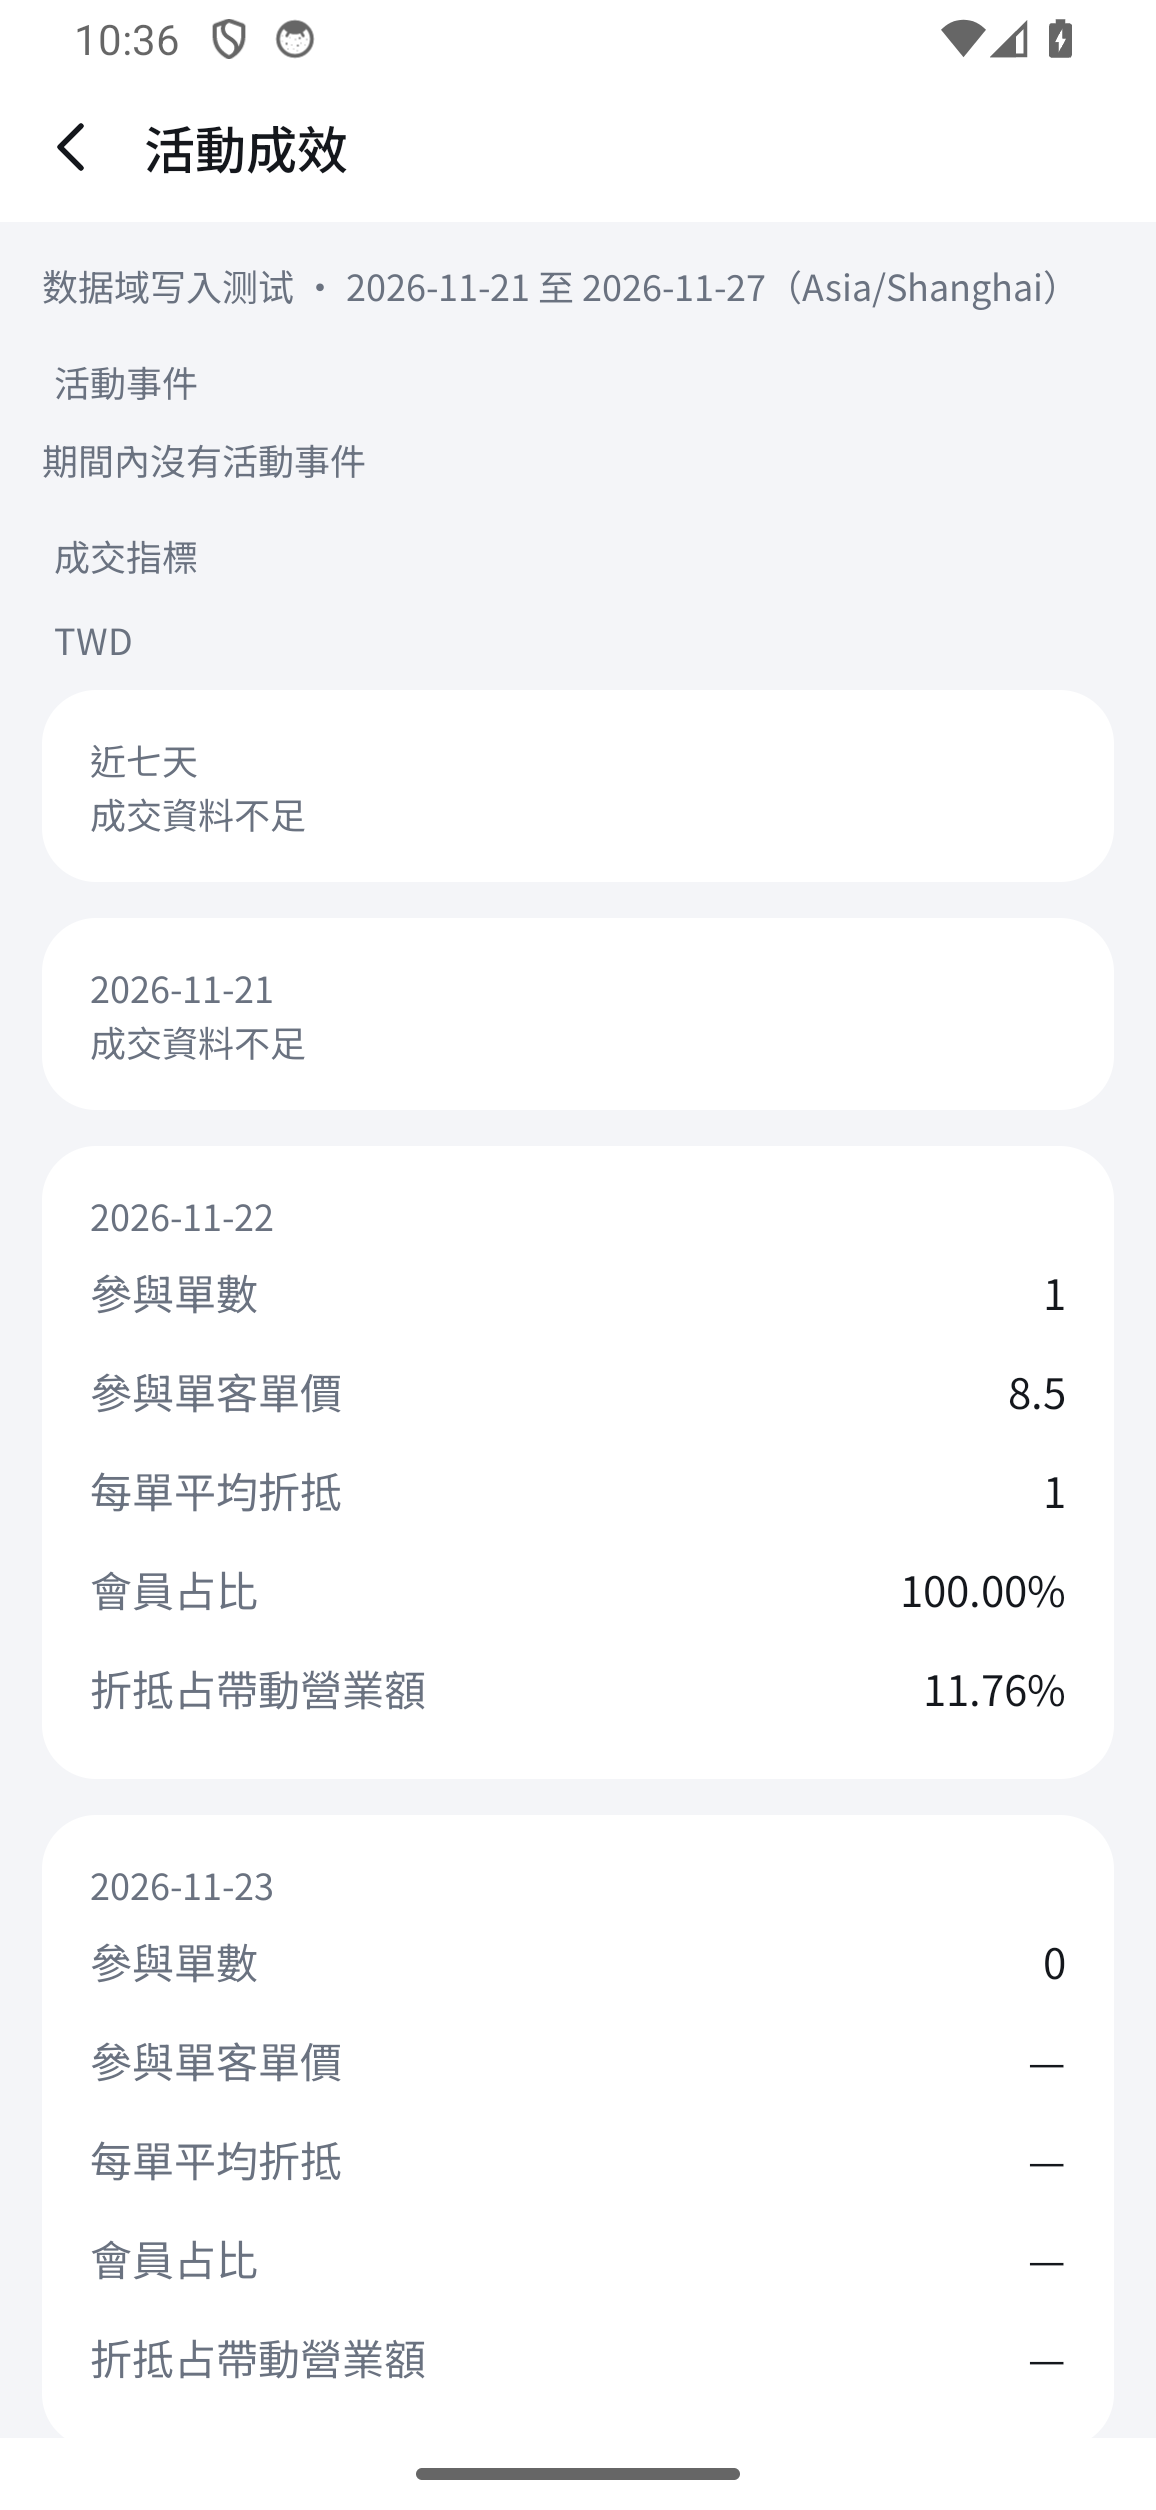 10:36
活動成效
数据域写入测试 · 2026-11-21 至 2026-11-27（Asia/Shanghai）
活動事件
期間內沒有活動事件
成交指標
TWD
近七天
成交資料不足
2026-11-21
成交資料不足
2026-11-22
參與單數 1
參與單客單價 8.5
每單平均折抵 1
會員占比 100.00%
折抵占帶動營業額 11.76%
2026-11-23
參與單數 0
參與單客單價 —
每單平均折抵 —
會員占比 —
折抵占帶動營業額 —